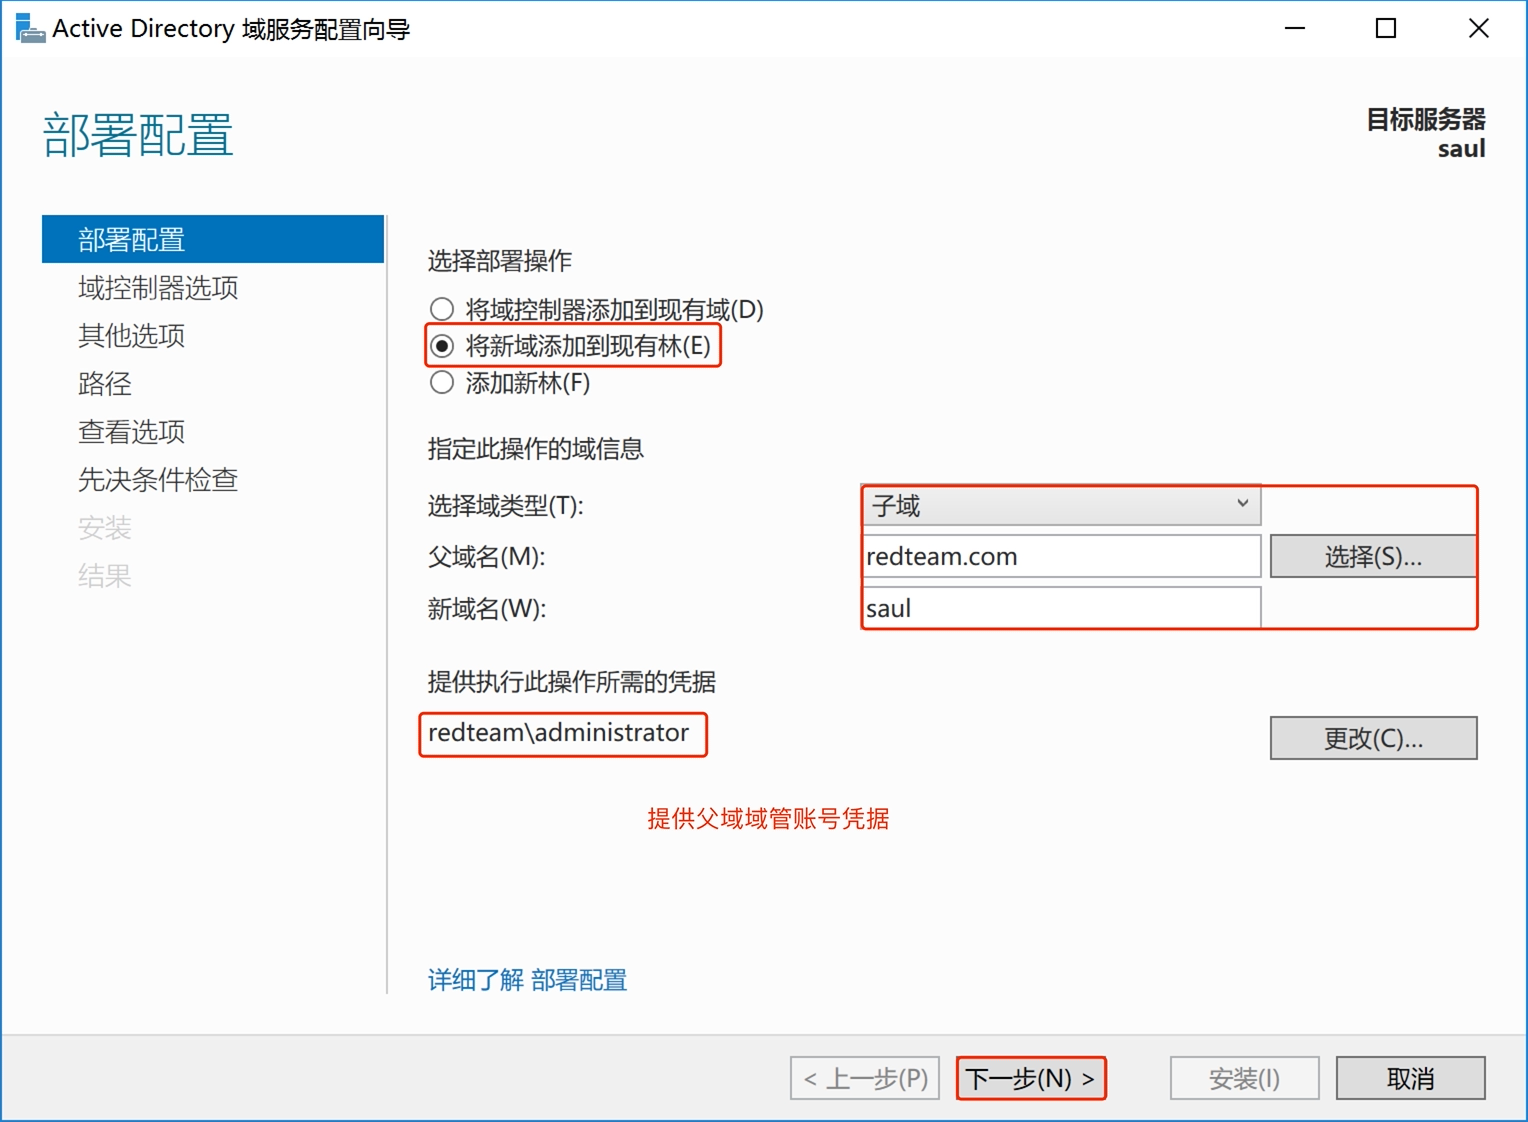 Active Directory 域服务配置向导
部署配置
目标服务器
saul
部署配置
域控制器选项
其他选项
路径
查看选项
先决条件检查
安装
结果
选择部署操作
将域控制器添加到现有域(D)
将新域添加到现有林(E)
添加新林(F)
指定此操作的域信息
选择域类型(T):
子域
父域名(M):
redteam.com
选择(S)...
新域名(W):
saul
提供执行此操作所需的凭据
redteam\administrator
更改(C)...
提供父域域管账号凭据
详细了解 部署配置
< 上一步(P)
下一步(N) >
安装(I)
取消